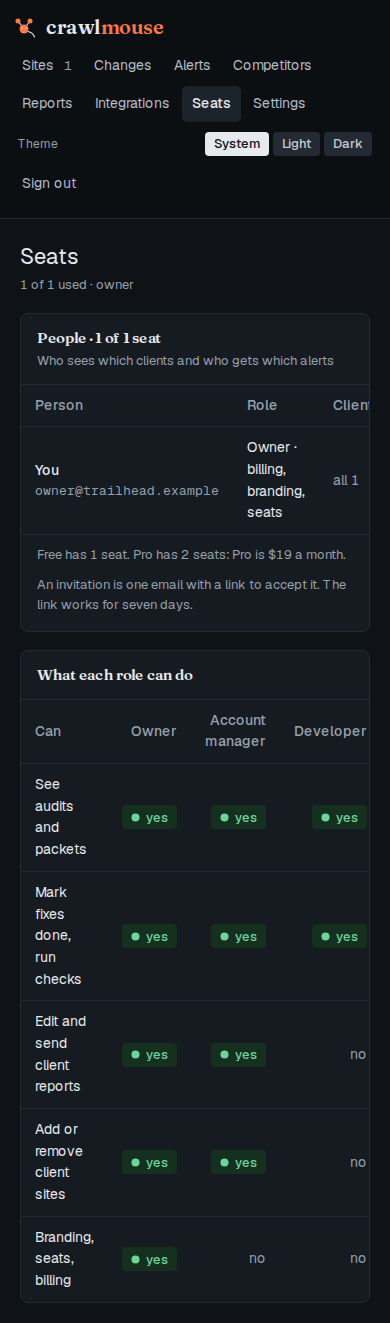 crawlmouse
Sites 1 Changes Alerts Competitors
Reports Integrations Seats Settings
Theme System Light Dark
Sign out
Seats
1 of 1 used · owner
People · 1 of 1 seat
Who sees which clients and who gets which alerts
Person Role Client
You
owner@trailhead.example
Owner ·
billing,
branding,
seats
all 1
Free has 1 seat. Pro has 2 seats: Pro is $19 a month.
An invitation is one email with a link to accept it. The
link works for seven days.
What each role can do
Can Owner Account
manager Developer
See
audits
and
packets
yes yes yes
Mark
fixes
done,
run
checks
yes yes yes
Edit and
send
client
reports
yes yes no
Add or
remove
client
sites
yes yes no
Branding,
seats,
billing
yes no no